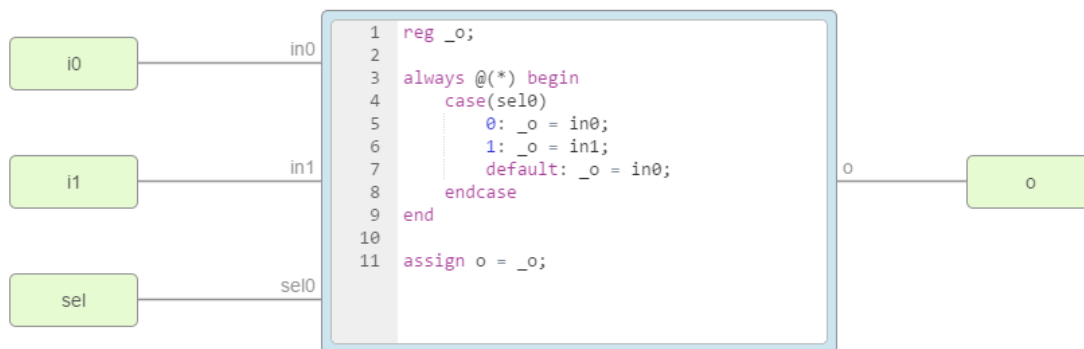 i0
in0
i1
in1
sel
sel0
1 reg _o;
2
3 always @(*) begin
4     case(sel0)
5         0: _o = in0;
6         1: _o = in1;
7         default: _o = in0;
8     endcase
9 end
10
11 assign o = _o;
o
o